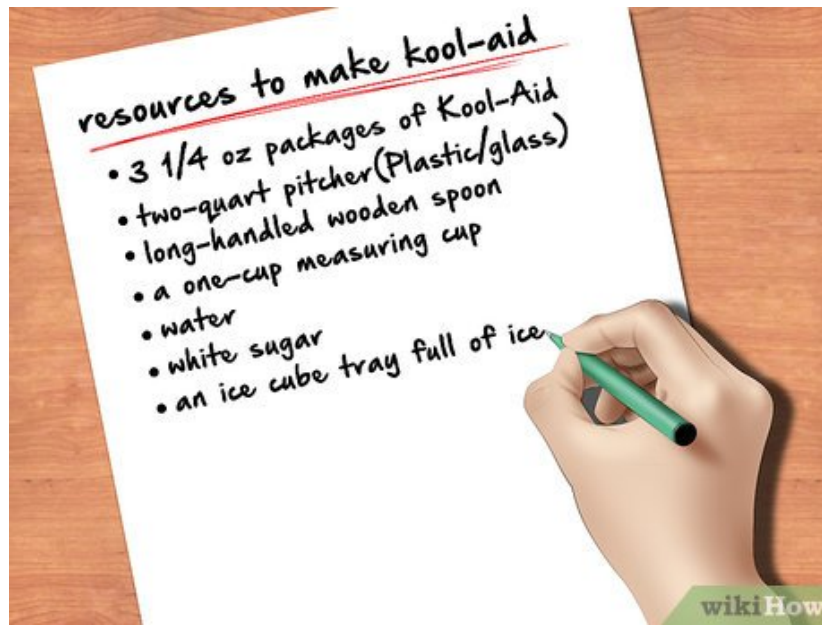 resources to make kool-aid
• 3 1/4 oz packages of Kool-Aid
• two-quart pitcher(Plastic/glass)
• long-handled wooden spoon
• a one-cup measuring cup
• water
• white sugar
• an ice cube tray full of ice
wikiHow